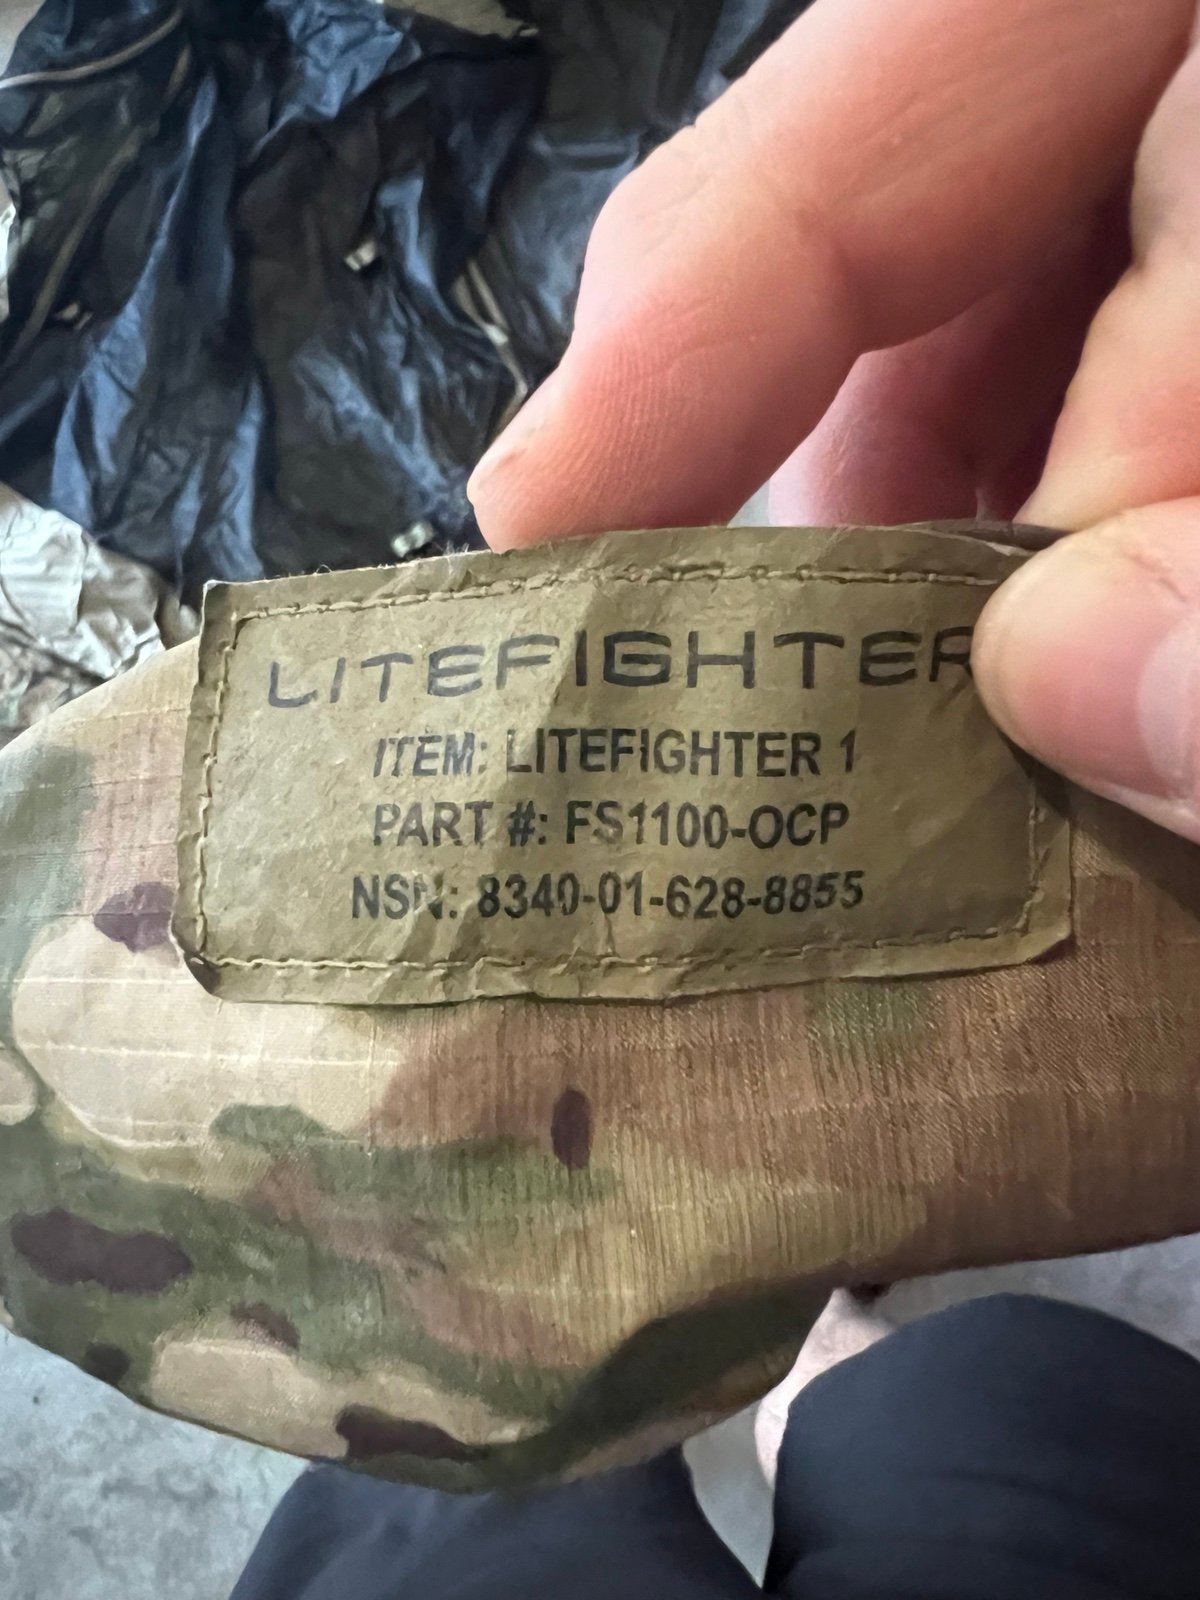 LITEFIGHTER
ITEM: LITEFIGHTER 1
PART #: FS1100-OCP
NSN: 8340-01-628-8855